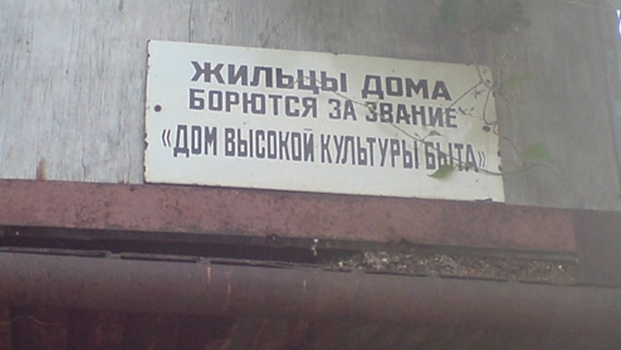 ЖИЛЬЦЫ ДОМА
БОРЮТСЯ ЗА ЗВАНИЕ
«ДОМ ВЫСОКОЙ КУЛЬТУРЫ БЫТА»